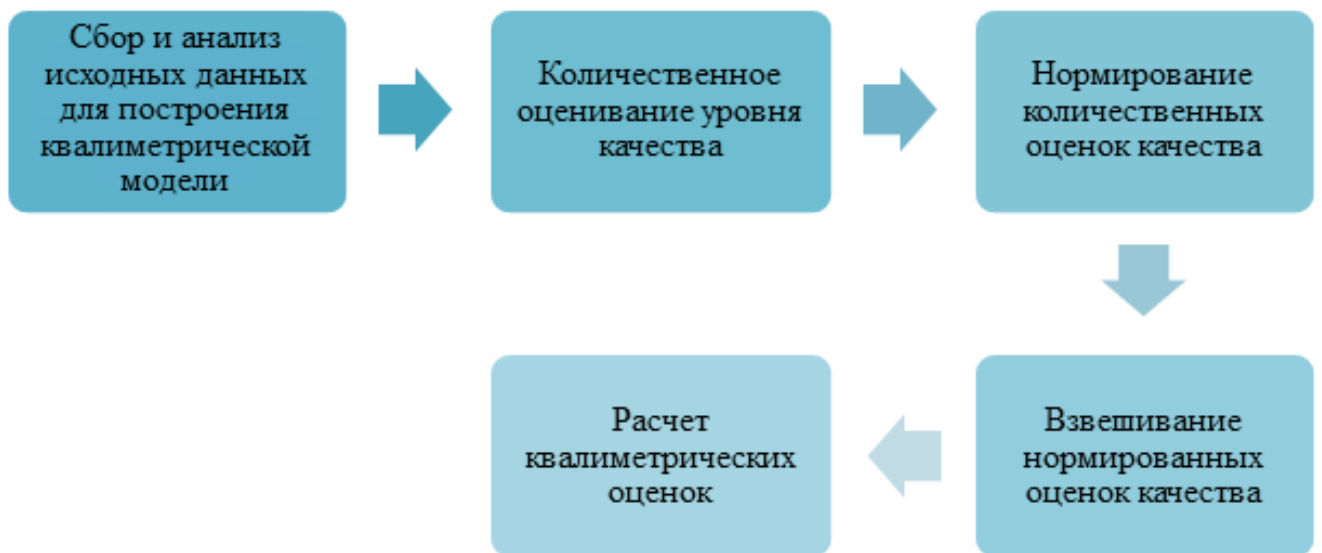 Сбор и анализ
исходных данных
для построения
квалиметрической
модели
Количественное
оценивание уровня
качества
Нормирование
количественных
оценок качества
Взвешивание
нормированных
оценок качества
Расчет
квалиметрических
оценок